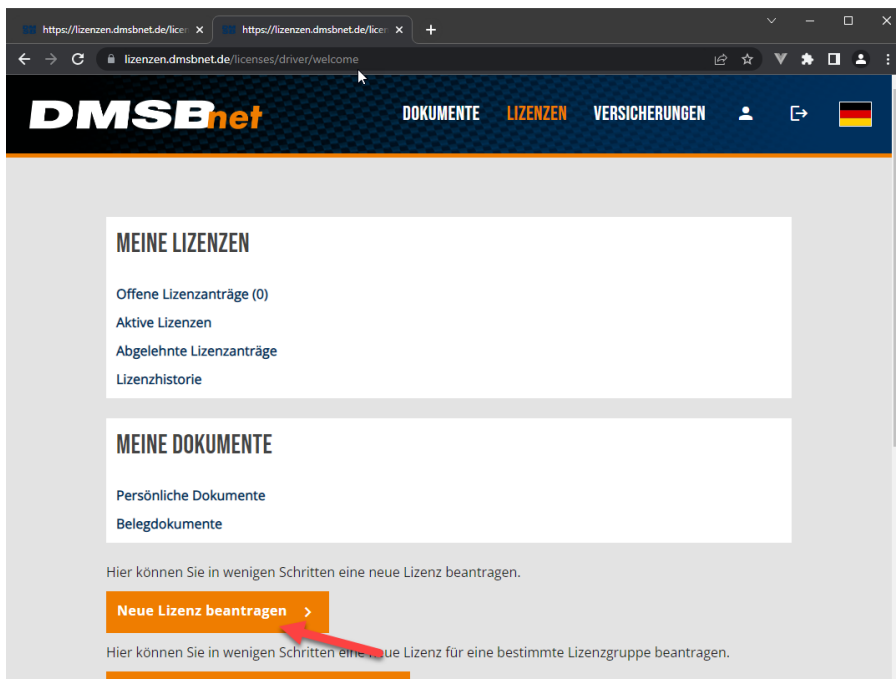 https://lizenzen.dmsbnet.de/licen
https://lizenzen.dmsbnet.de/licen
lizenzen.dmsbnet.de/licenses/driver/welcome
DMSBnet
DOKUMENTE
LIZENZEN
VERSICHERUNGEN
MEINE LIZENZEN
Offene Lizenzanträge (0)
Aktive Lizenzen
Abgelehnte Lizenzanträge
Lizenzhistorie
MEINE DOKUMENTE
Persönliche Dokumente
Belegdokumente
Hier können Sie in wenigen Schritten eine neue Lizenz beantragen.
Neue Lizenz beantragen
Hier können Sie in wenigen Schritten eine neue Lizenz für eine bestimmte Lizenzgruppe beantragen.